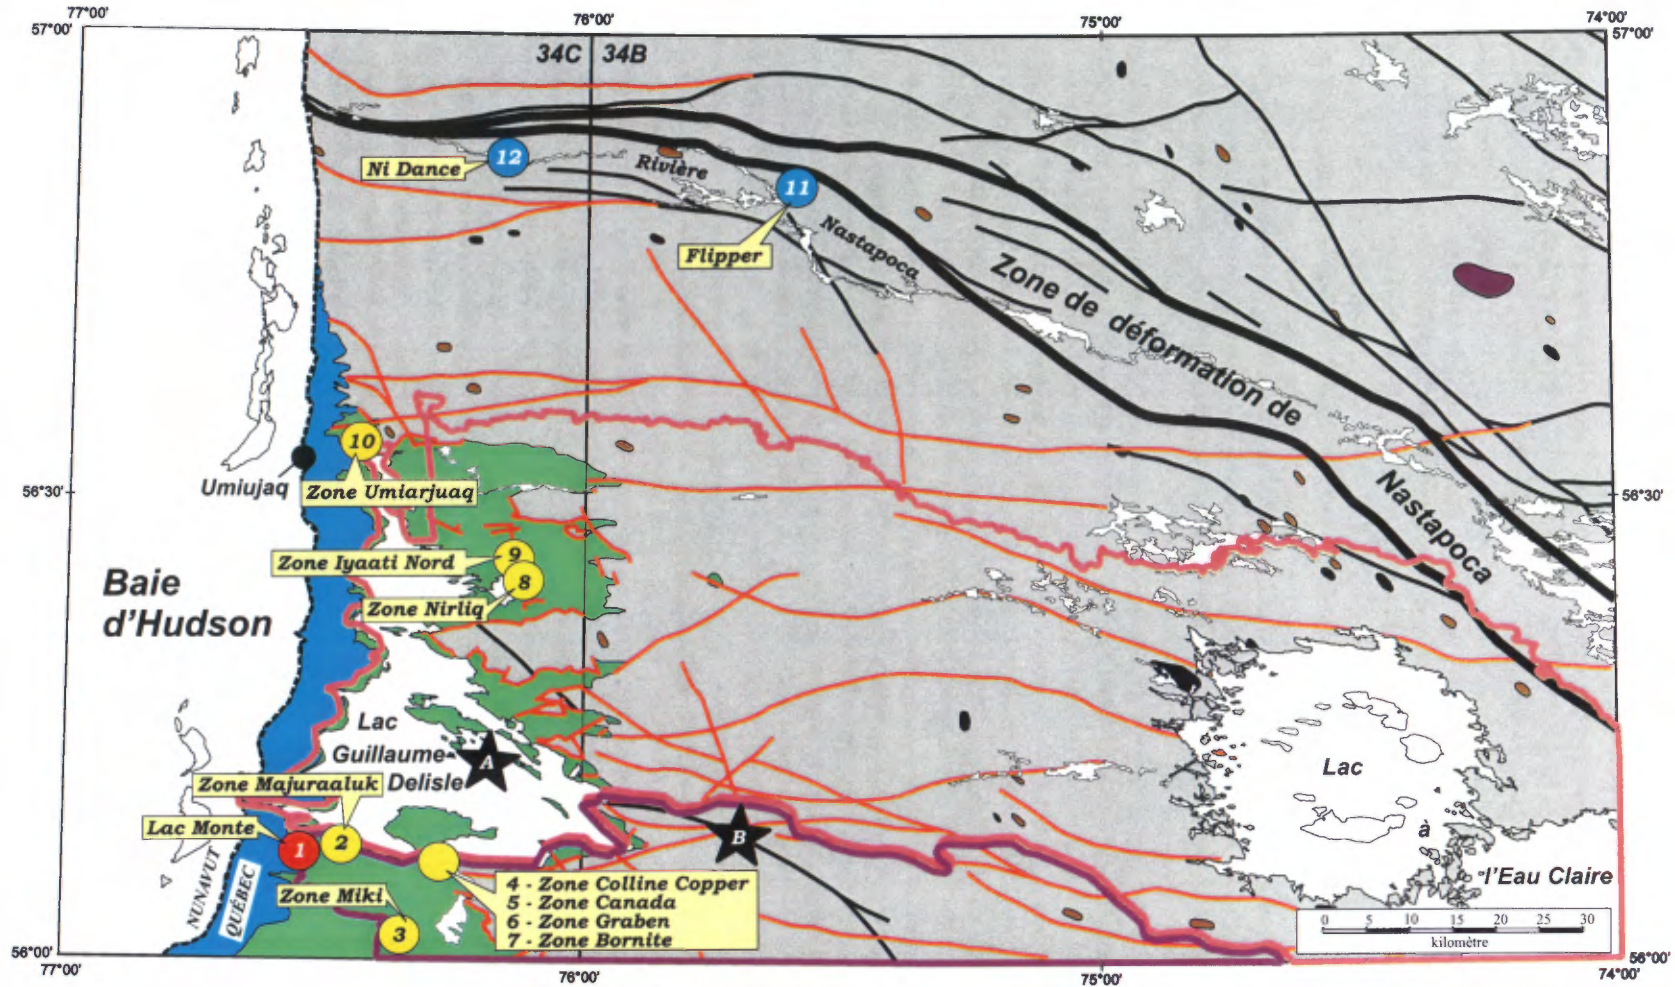 76°00'
75°00'
74°00'
57°00'
57°00'
34C
34B
12
Ni Dance
Rivière
11
Nastapoca
Flipper
Zone de déformation de
Nastapoca
10
Umiujaq
Zone Umiarjuaq
56°30'
56°30'
9
Zone Iyaati Nord
8
Zone Nirliq
Baie
d'Hudson
Lac
Guillaume-
Delisle
A
Zone Majuraaluk
Lac Monte
1
2
B
Lac
à
l'Eau Claire
NUNAVUT
QUÉBEC
Zone Miki
3
4 - Zone Colline Copper
5 - Zone Canada
6 - Zone Graben
7 - Zone Bornite
0 5 10 15 20 25 30
kilomètre
56°00'
56°00'
77°00'
76°00'
75°00'
74°00'